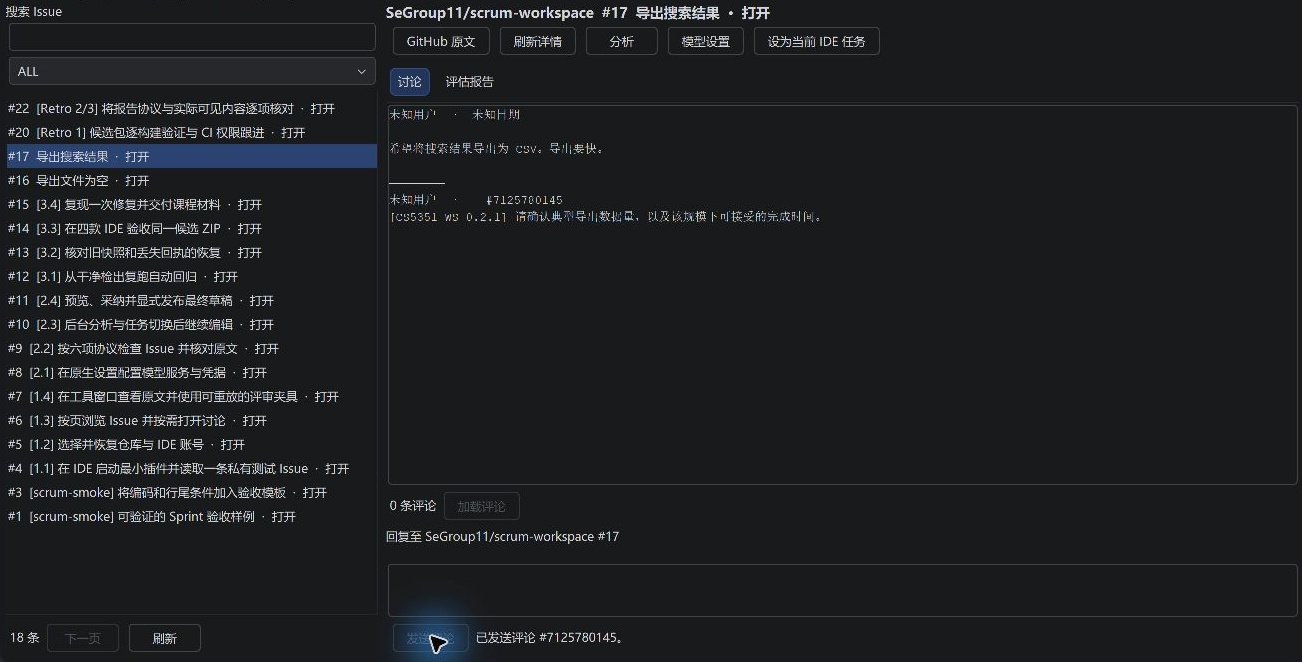 搜索 Issue
ALL
#22 [Retro 2/3] 将报告协议与实际可见内容逐项核对 · 打开
#20 [Retro 1] 候选包逐构建验证与 CI 权限跟进 · 打开
#17 导出搜索结果 · 打开
#16 导出文件为空 · 打开
#15 [3.4] 复现一次修复并交付课程材料 · 打开
#14 [3.3] 在四款 IDE 验收同一候选 ZIP · 打开
#13 [3.2] 核对旧快照和丢失回执的恢复 · 打开
#12 [3.1] 从干净检出复跑自动回归 · 打开
#11 [2.4] 预览、采纳并显式发布最终草稿 · 打开
#10 [2.3] 后台分析与任务切换后继续编辑 · 打开
#9 [2.2] 按六项协议检查 Issue 并核对原文 · 打开
#8 [2.1] 在原生设置配置模型服务与凭据 · 打开
#7 [1.4] 在工具窗口查看原文并使用可重放的评审夹具 · 打开
#6 [1.3] 按页浏览 Issue 并按需打开讨论 · 打开
#5 [1.2] 选择并恢复仓库与 IDE 账号 · 打开
#4 [1.1] 在 IDE 启动最小插件并读取一条私有测试 Issue · 打开
#3 [scrum-smoke] 将编码和行尾条件加入验收模板 · 打开
#1 [scrum-smoke] 可验证的 Sprint 验收样例 · 打开
18 条 下一页 刷新
SeGroup11/scrum-workspace #17 导出搜索结果 • 打开
GitHub 原文 刷新详情 分析 模型设置 设为当前 IDE 任务
讨论 评估报告
未知用户 · 未知日期
希望将搜索结果导出为 CSV。导出要快。
未知用户 · #7125780145
[CS5351 WS 0.2.1] 请确认典型导出数据量，以及该规模下可接受的完成时间。
0 条评论 加载评论
回复至 SeGroup11/scrum-workspace #17
发送评论 已发送评论 #7125780145。